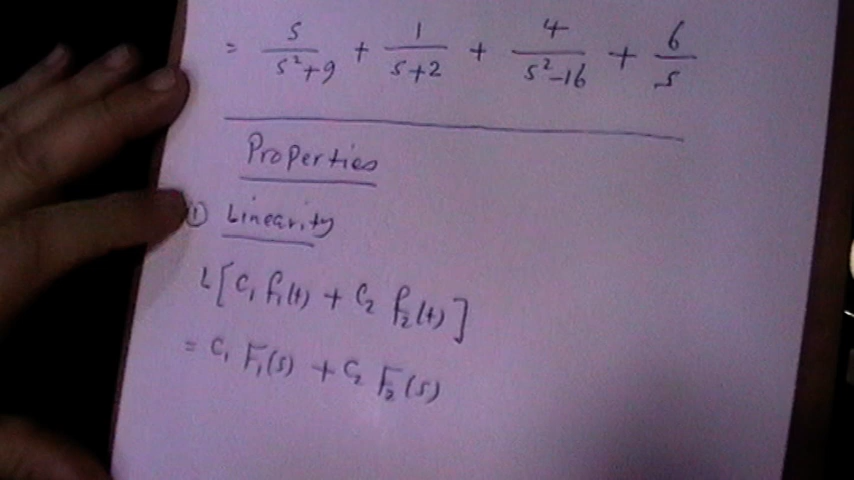 = s/(s²+9) + 1/(s+2) + 4/(s²-16) + 6/s
Properties
① Linearity
L[C₁ f₁(t) + C₂ f₂(t)]
= C₁ F₁(s) + C₂ F₂(s)